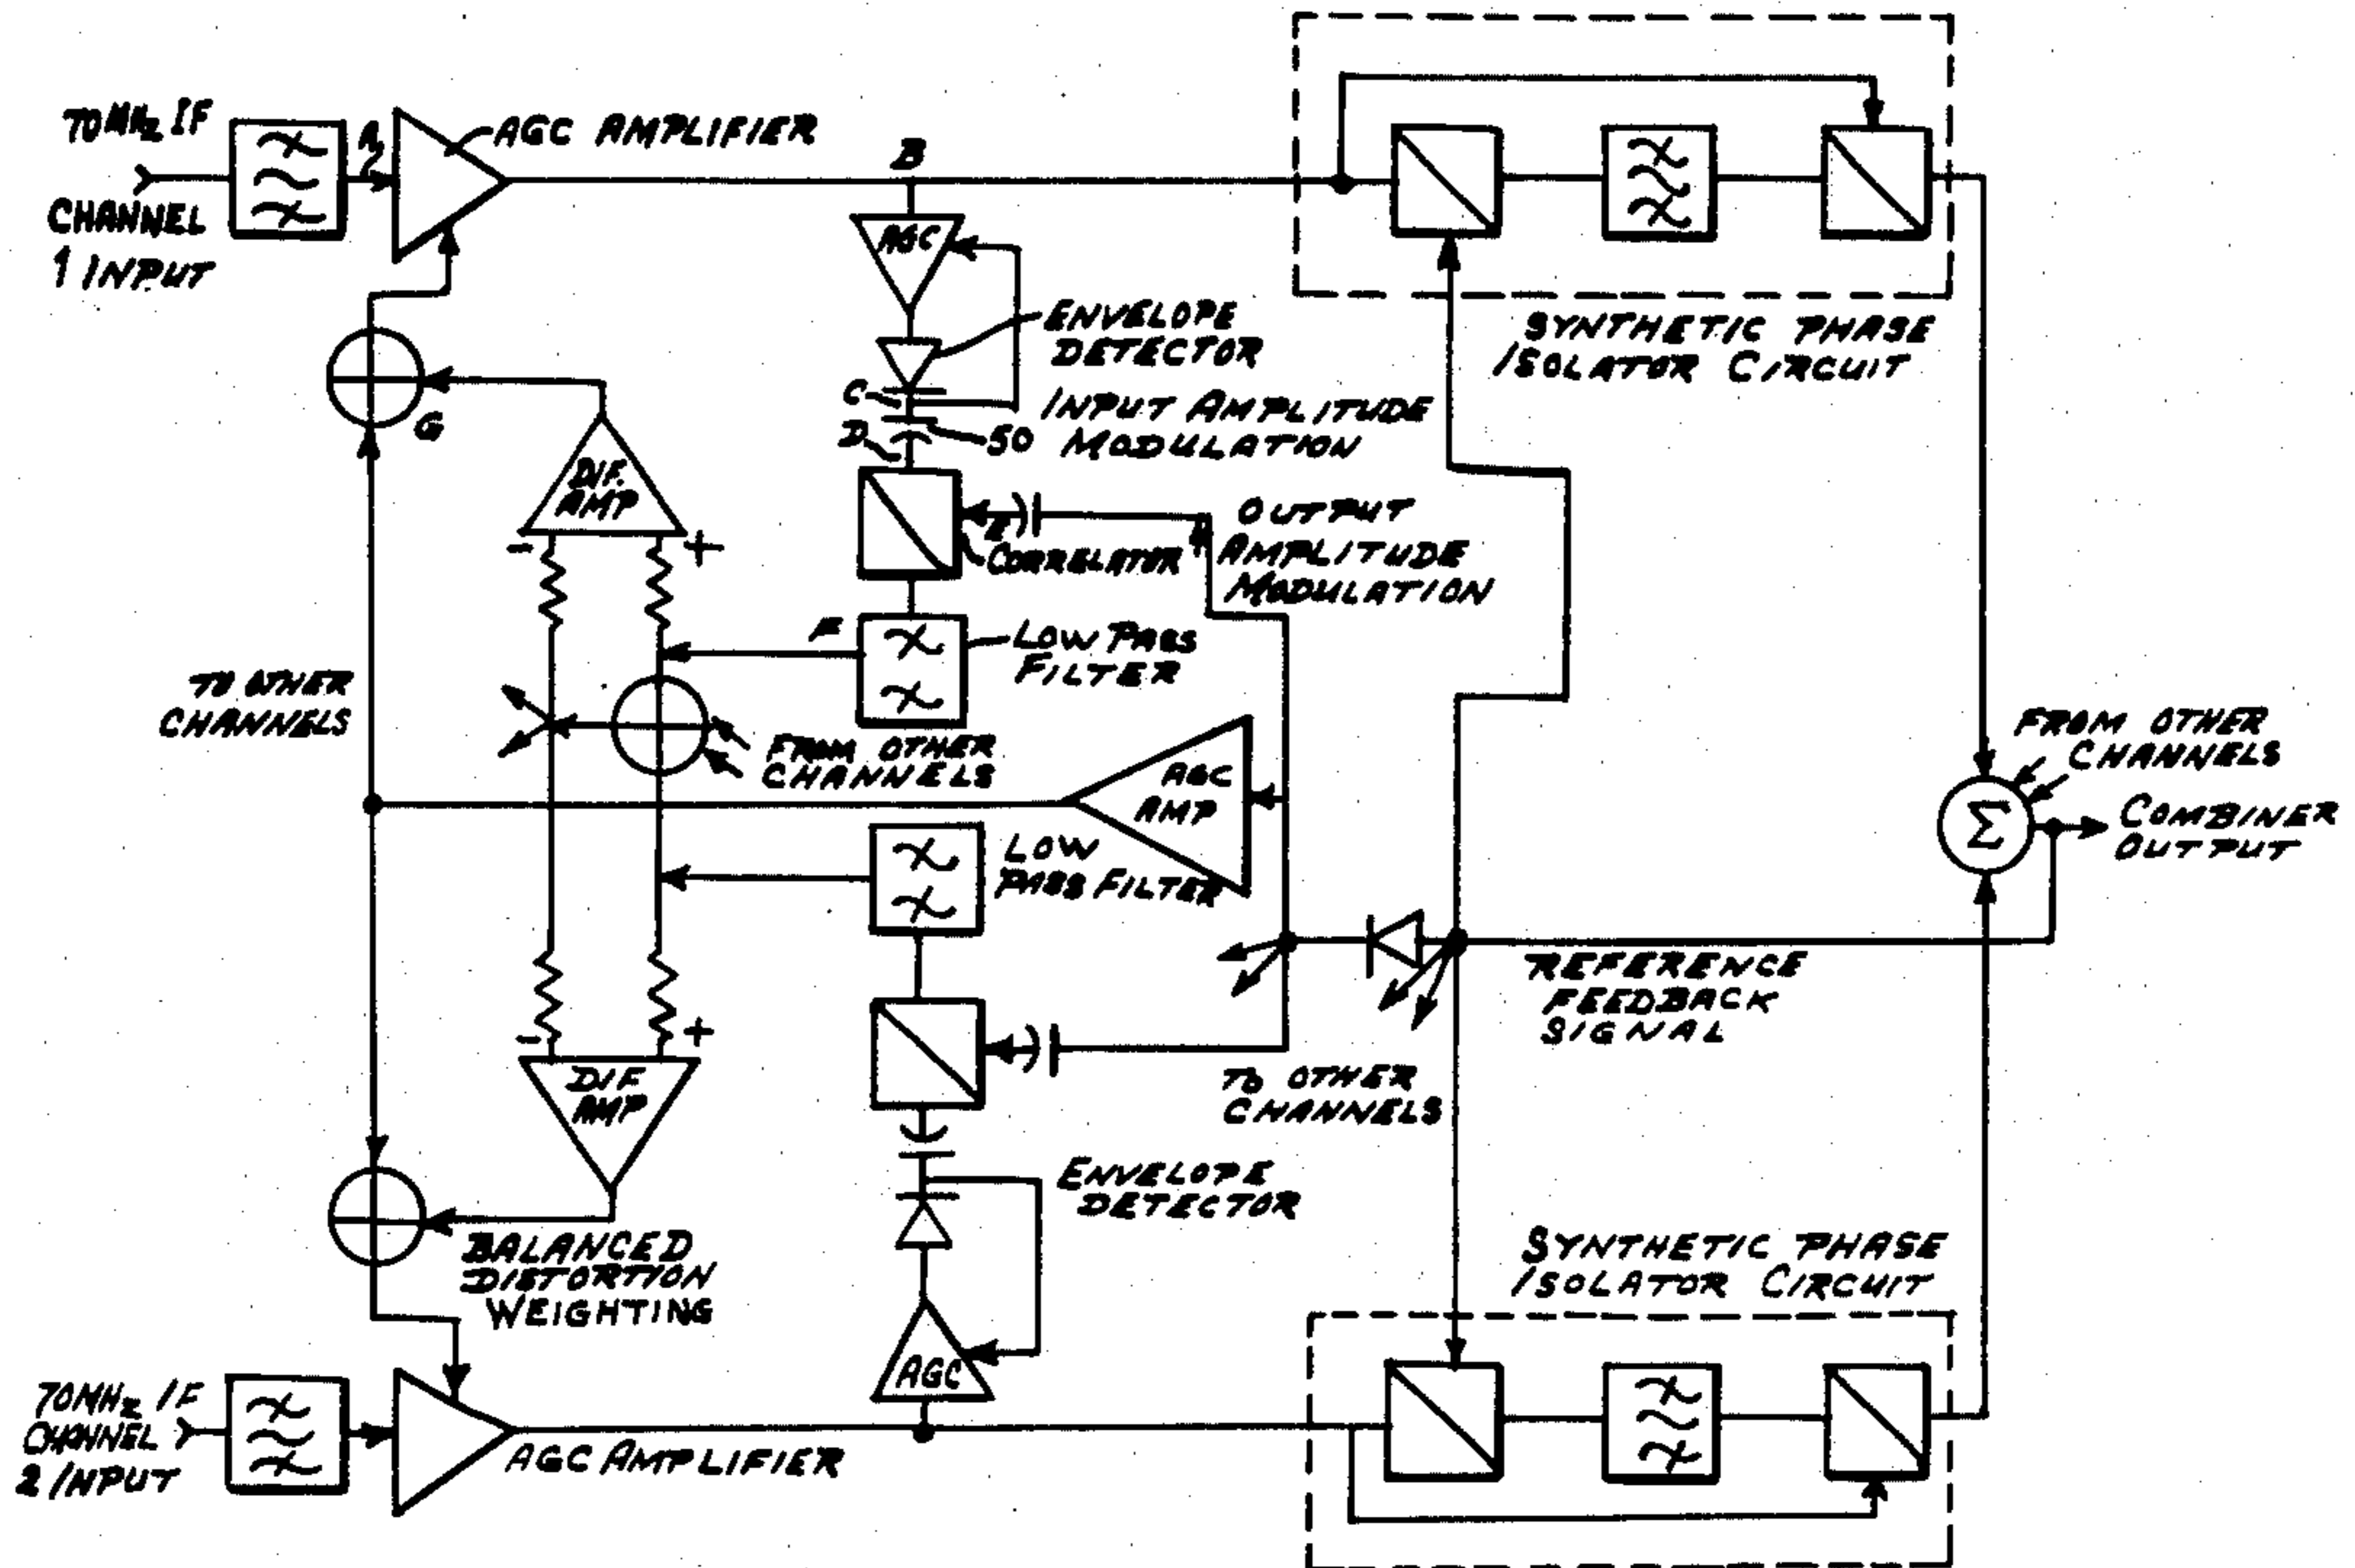 70 MHz IF
CHANNEL
1 INPUT
A
AGC AMPLIFIER
B
AGC
ENVELOPE
DETECTOR
C
INPUT AMPLITUDE
MODULATION
50
D
SYNTHETIC PHASE
ISOLATOR CIRCUIT
G
DIF.
AMP
-
+
E
CORRELATOR
OUTPUT
AMPLITUDE
MODULATION
F
LOW PASS
FILTER
TO OTHER
CHANNELS
FROM OTHER
CHANNELS
AGC
AMP
FROM OTHER
CHANNELS
Σ
COMBINER
OUTPUT
LOW
PASS FILTER
REFERENCE
FEEDBACK
SIGNAL
-
+
DIF
AMP
TO OTHER
CHANNELS
ENVELOPE
DETECTOR
BALANCED
DISTORTION
WEIGHTING
SYNTHETIC PHASE
ISOLATOR CIRCUIT
AGC
70MHz IF
CHANNEL
2 INPUT
AGC AMPLIFIER